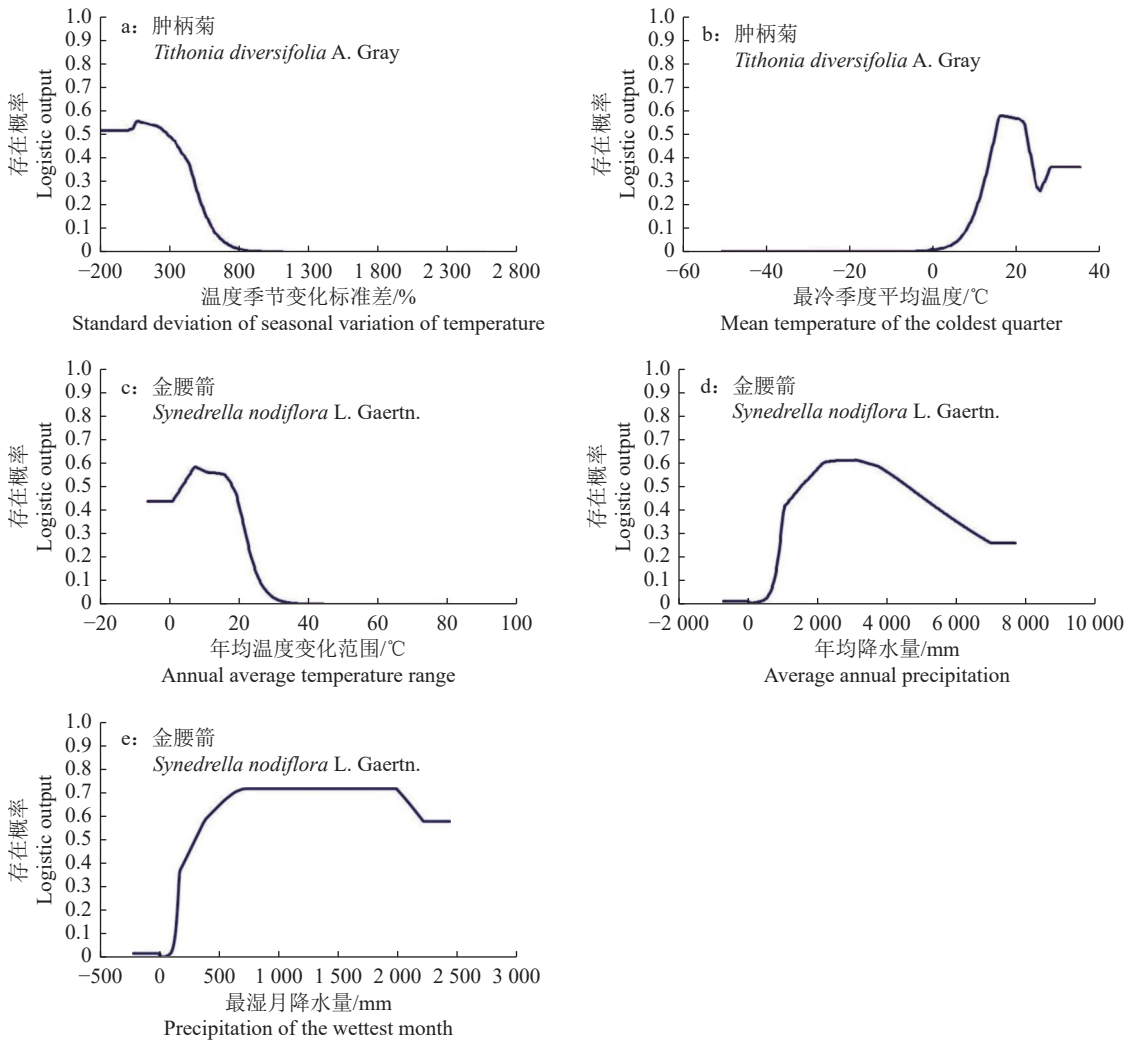 a：肿柄菊
Tithonia diversifolia A. Gray
存在概率
Logistic output
1.0
0.9
0.8
0.7
0.6
0.5
0.4
0.3
0.2
0.1
0
−200 300 800 1 300 1 800 2 300 2 800
温度季节变化标准差/%
Standard deviation of seasonal variation of temperature
b：肿柄菊
Tithonia diversifolia A. Gray
存在概率
Logistic output
1.0
0.9
0.8
0.7
0.6
0.5
0.4
0.3
0.2
0.1
0
−60 −40 −20 0 20 40
最冷季度平均温度/℃
Mean temperature of the coldest quarter
c：金腰箭
Synedrella nodiflora L. Gaertn.
存在概率
Logistic output
1.0
0.9
0.8
0.7
0.6
0.5
0.4
0.3
0.2
0.1
0
−20 0 20 40 60 80 100
年均温度变化范围/℃
Annual average temperature range
d：金腰箭
Synedrella nodiflora L. Gaertn.
存在概率
Logistic output
1.0
0.9
0.8
0.7
0.6
0.5
0.4
0.3
0.2
0.1
0
−2 000 0 2 000 4 000 6 000 8 000 10 000
年均降水量/mm
Average annual precipitation
e：金腰箭
Synedrella nodiflora L. Gaertn.
存在概率
Logistic output
1.0
0.9
0.8
0.7
0.6
0.5
0.4
0.3
0.2
0.1
0
−500 0 500 1 000 1 500 2 000 2 500 3 000
最湿月降水量/mm
Precipitation of the wettest month